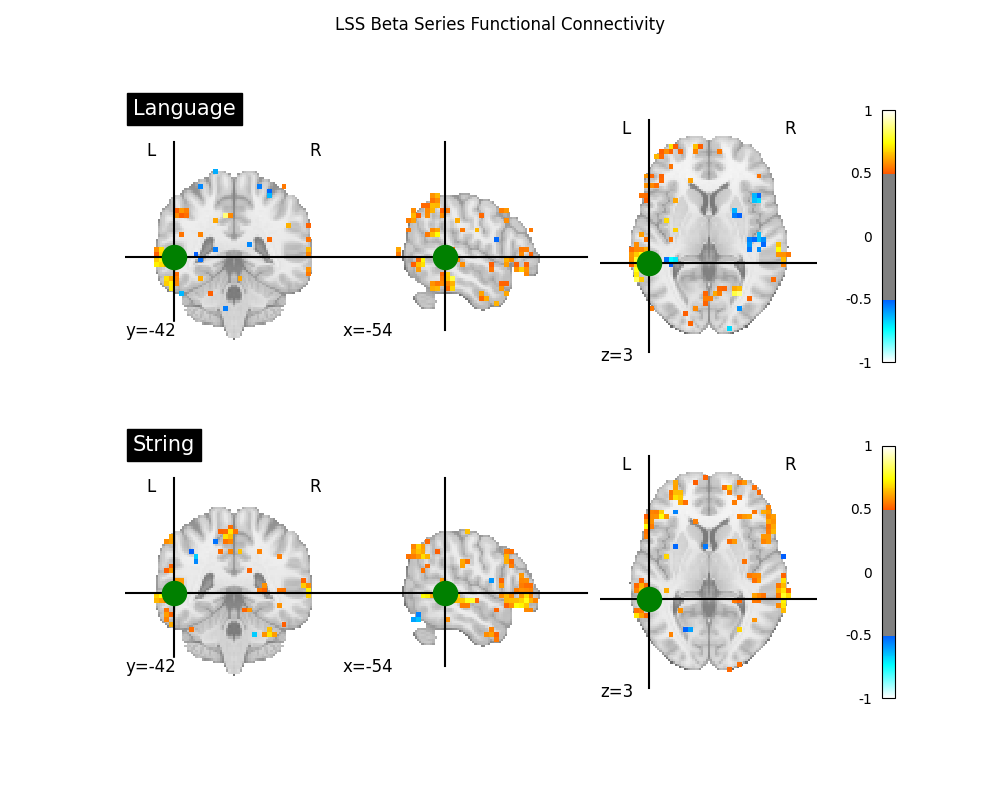 LSS Beta Series Functional Connectivity
Language
L R
L R
y=-42 x=-54
z=3
1
0.5
0
-0.5
-1
String
L R
L R
y=-42 x=-54
z=3
1
0.5
0
-0.5
-1